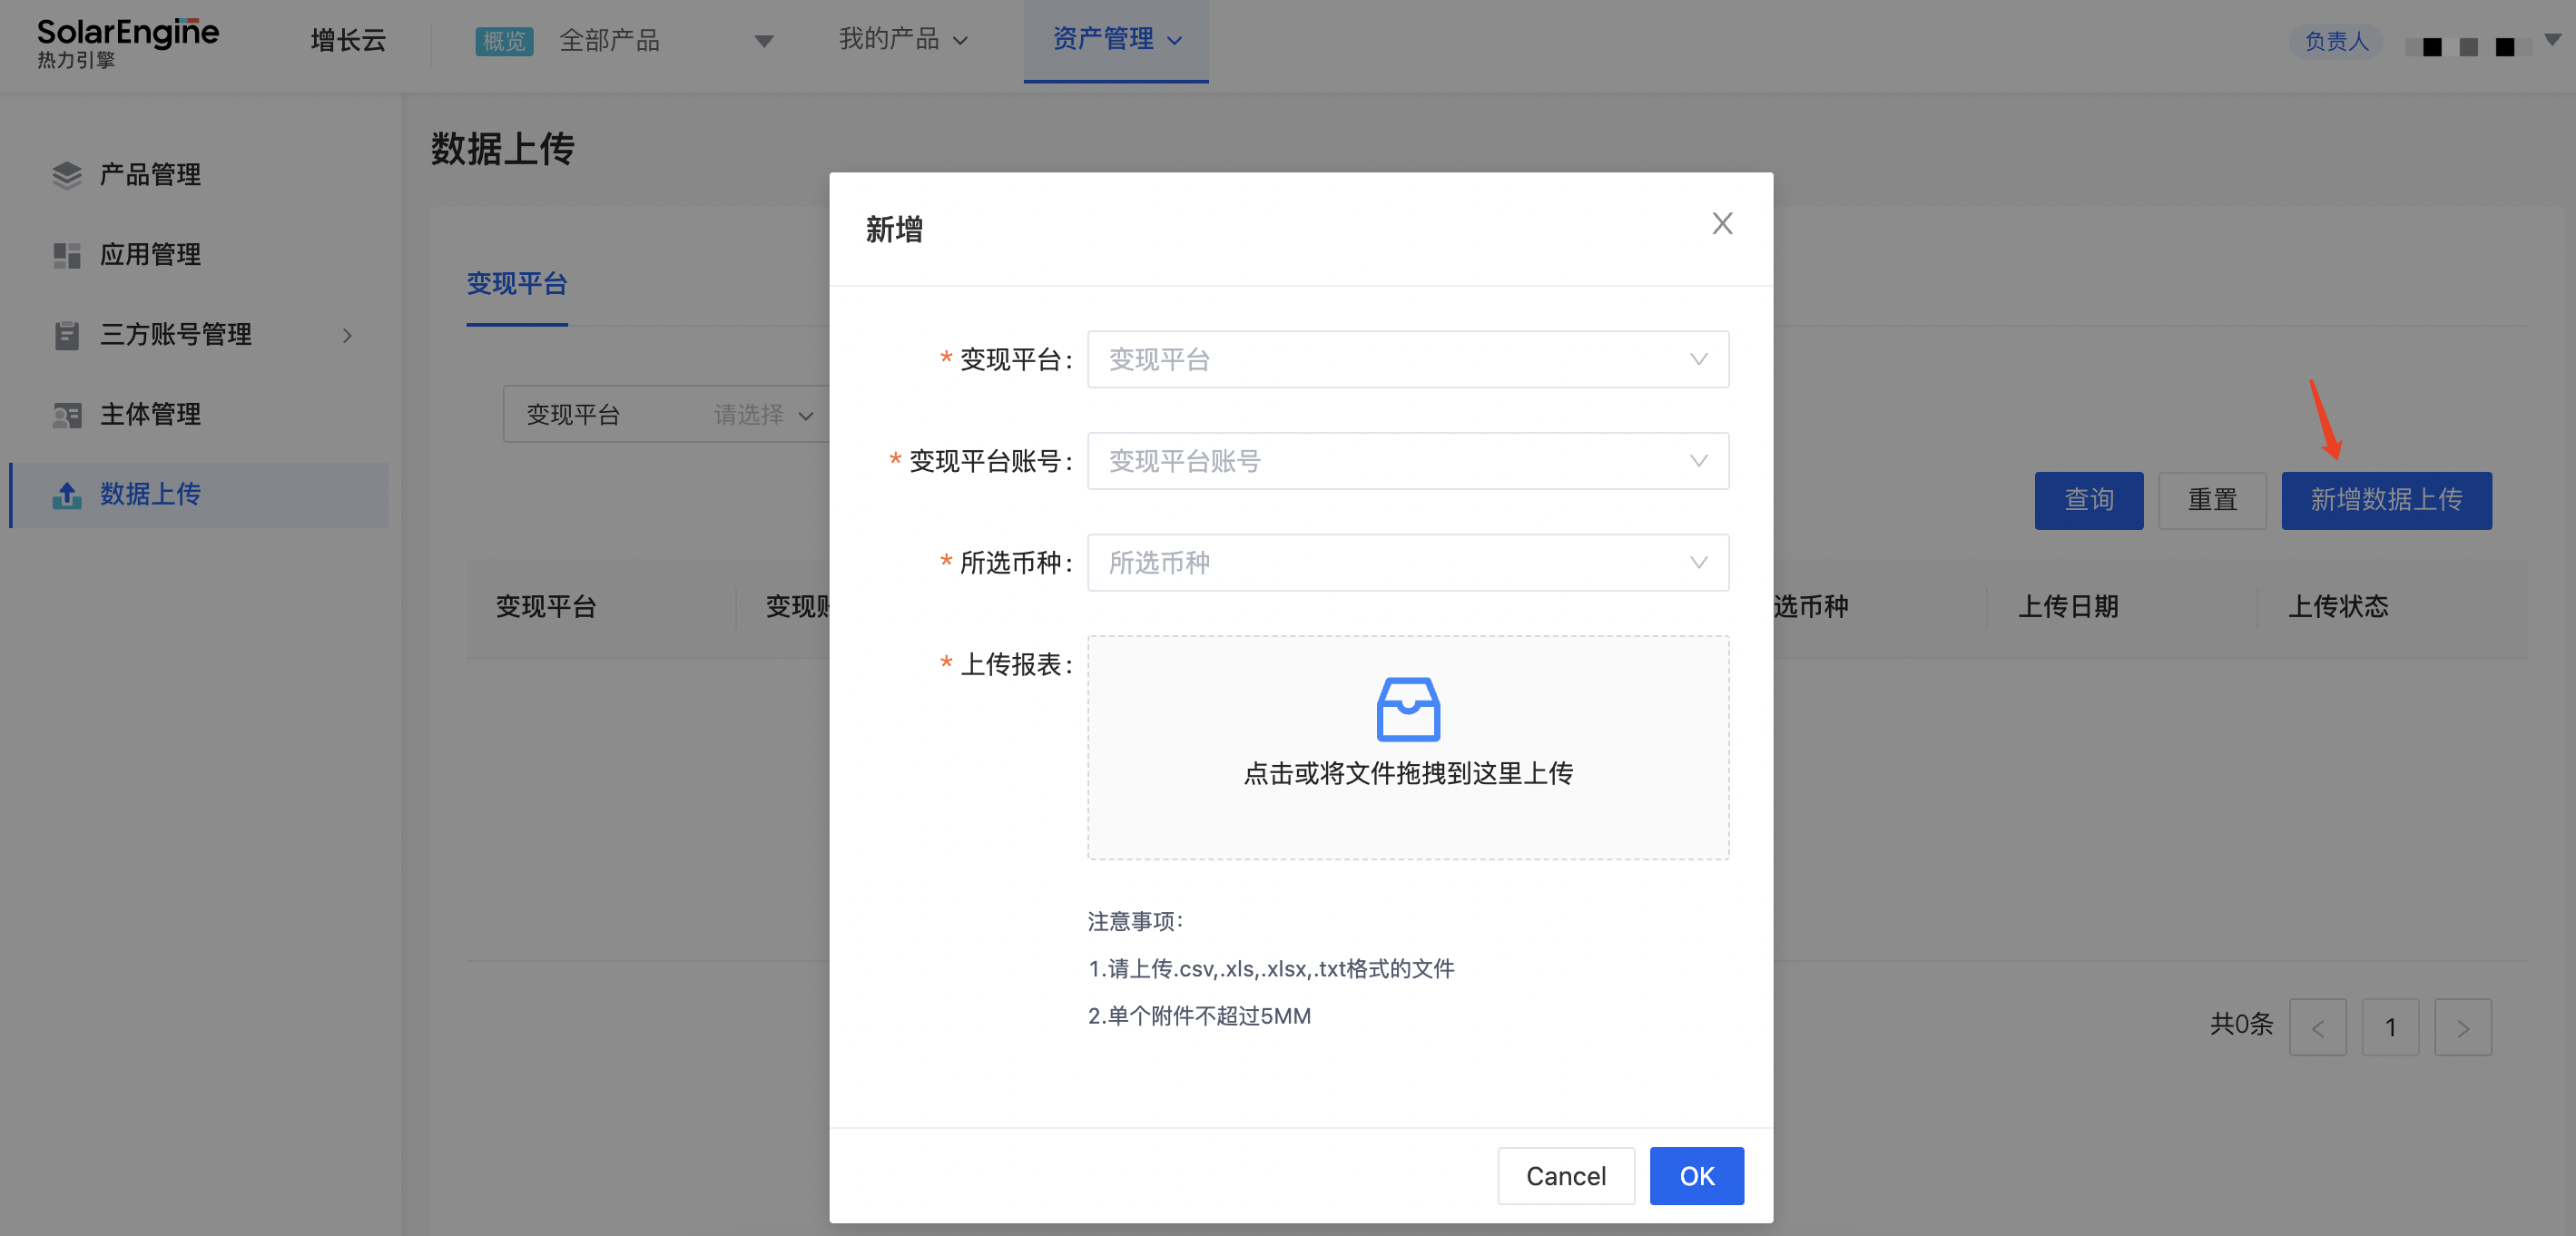 SolarEngine
热力引擎
增长云
概览 全部产品
我的产品
资产管理
负责人
产品管理
应用管理
三方账号管理
主体管理
数据上传
数据上传
变现平台
变现平台 请选择
查询
重置
新增数据上传
变现平台
变现账
选币种
上传日期
上传状态
共0条
<
1
>
新增
* 变现平台: 变现平台
* 变现平台账号: 变现平台账号
* 所选币种: 所选币种
* 上传报表:
点击或将文件拖拽到这里上传
注意事项:
1.请上传.csv,.xls,.xlsx,.txt格式的文件
2.单个附件不超过5MM
Cancel
OK